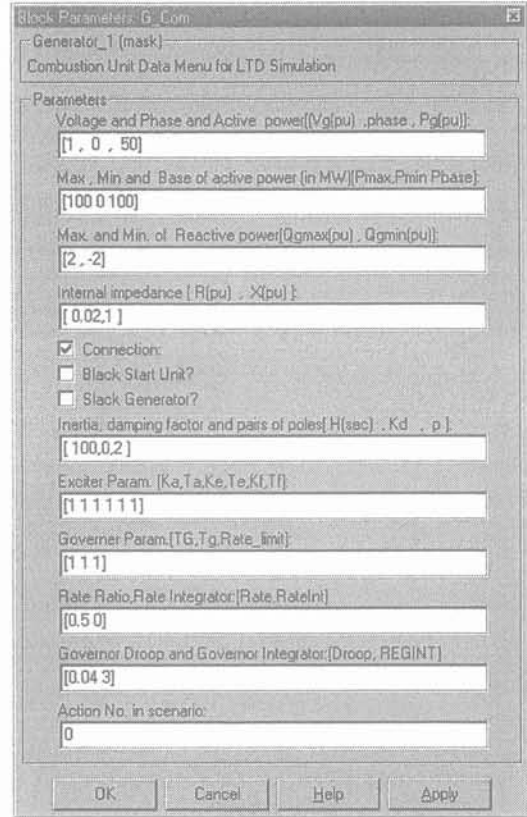 Block Parameters: G_Com
Generator_1 (mask)
Combustion Unit Data Menu for LTD Simulation
Parameters
Voltage and Phase and Active power[(Vg(pu) ,phase , Pg(pu)]:
[1 , 0 , 50]
Max , Min and Base of active power (in MW)[Pmax,Pmin Pbase]:
[100 0 100]
Max. and Min. of Reactive power[Qgmax(pu) , Qgmin(pu)]:
[2 , -2]
Internal impedance [ R(pu) , X(pu) ]:
[ 0.02,1 ]
Connection:
Black Start Unit?
Slack Generator?
Inertia, damping factor and pairs of poles[ H(sec) , Kd , p ]:
[ 100,0,2 ]
Exciter Param. [Ka,Ta,Ke,Te,Kf,Tf]:
[1 1 1 1 1 1]
Governer Param.[TG,Tg,Rate_limit]:
[1 1 1]
Rate Ratio,Rate Integrator:[Rate,RateInt]
[0.5 0]
Governor Droop and Governor Integrator:[Droop, REGINT]
[0.04 3]
Action No. in scenario:
0
OK Cancel Help Apply